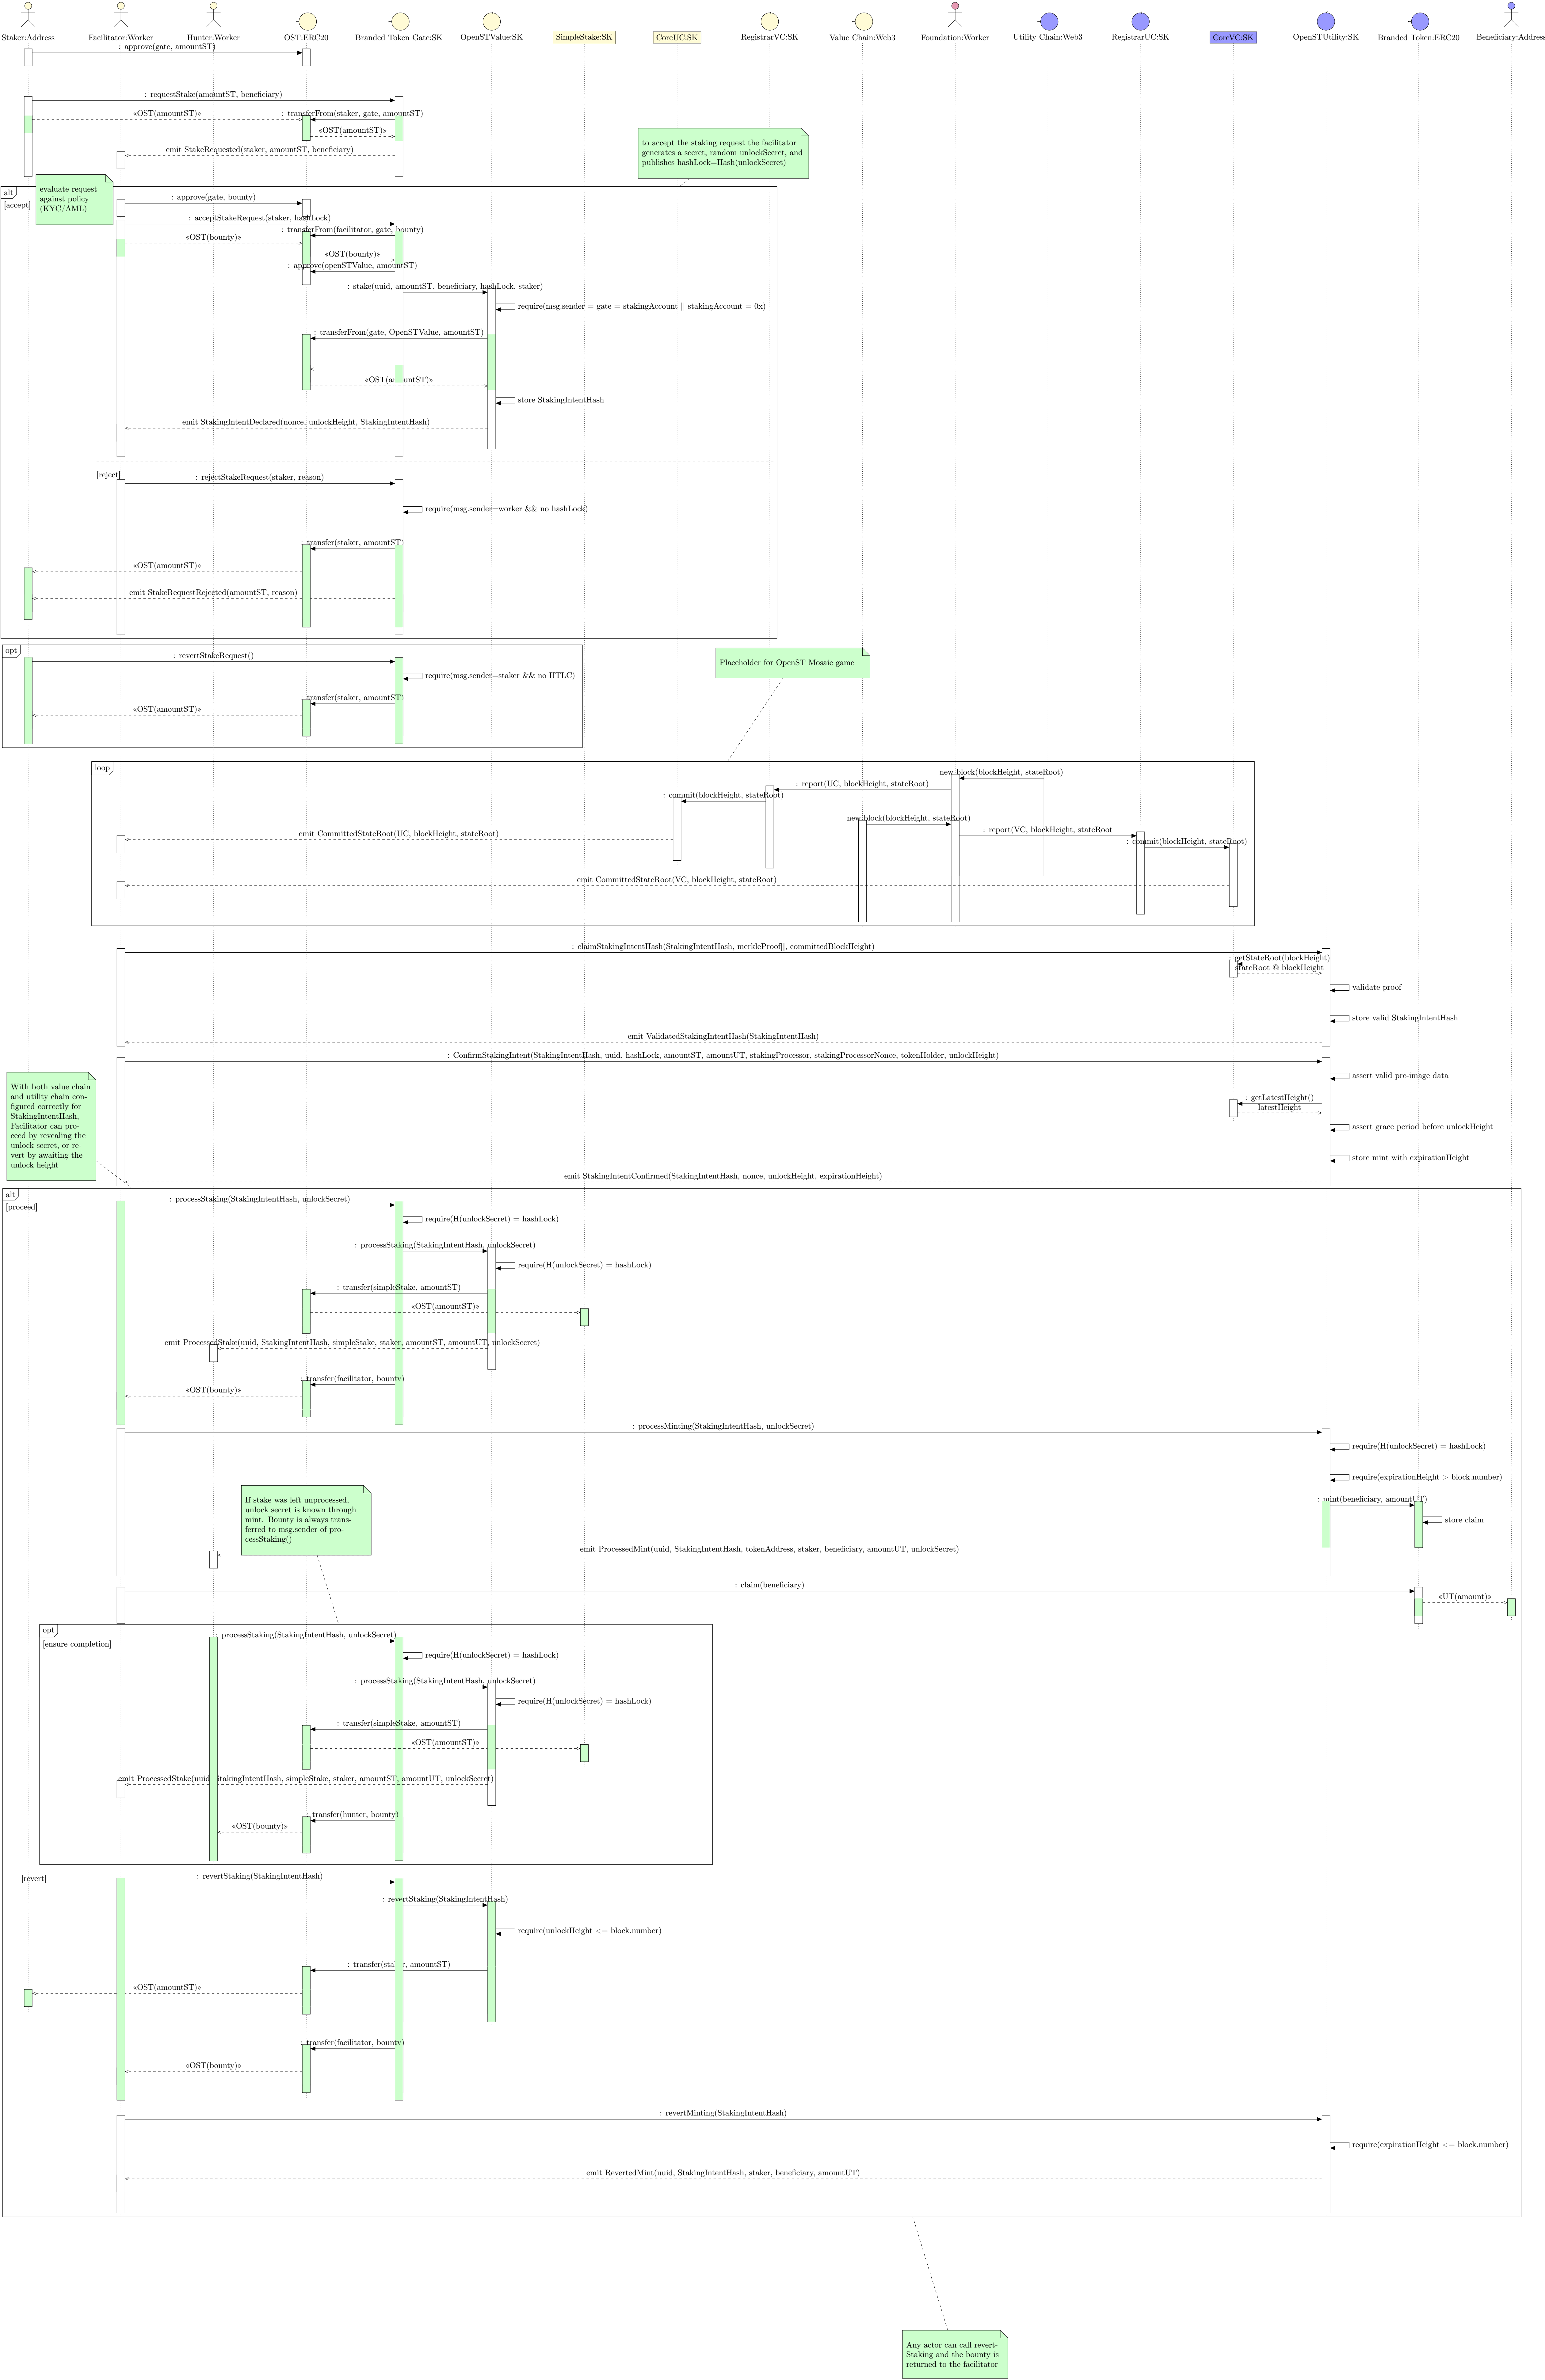 Staker:Address
Facilitator:Worker
Hunter:Worker
OST:ERC20
Branded Token Gate:SK
OpenSTValue:SK
SimpleStake:SK
CoreUC:SK
RegistrarVC:SK
Value Chain:Web3
Foundation:Worker
Utility Chain:Web3
RegistrarUC:SK
CoreVC:SK
OpenSTUtility:SK
Branded Token:ERC20
Beneficiary:Address
: approve(gate, amountST)
: requestStake(amountST, beneficiary)
«OST(amountST)»
: transferFrom(staker, gate, amountST)
«OST(amountST)»
emit StakeRequested(staker, amountST, beneficiary)
to accept the staking request the facilitator
generates a secret, random unlockSecret, and
publishes hashLock=Hash(unlockSecret)
alt
[accept]
evaluate request
against policy
(KYC/AML)
: approve(gate, bounty)
: acceptStakeRequest(staker, hashLock)
: transferFrom(facilitator, gate, bounty)
«OST(bounty)»
«OST(bounty)»
: approve(openSTValue, amountST)
: stake(uuid, amountST, beneficiary, hashLock, staker)
require(msg.sender = gate = stakingAccount || stakingAccount = 0x)
: transferFrom(gate, OpenSTValue, amountST)
«OST(amountST)»
store StakingIntentHash
emit StakingIntentDeclared(nonce, unlockHeight, StakingIntentHash)
[reject]
: rejectStakeRequest(staker, reason)
require(msg.sender=worker && no hashLock)
: transfer(staker, amountST)
«OST(amountST)»
emit StakeRequestRejected(amountST, reason)
opt
: revertStakeRequest()
require(msg.sender=staker && no HTLC)
: transfer(staker, amountST)
«OST(amountST)»
Placeholder for OpenST Mosaic game
loop
new block(blockHeight, stateRoot)
: report(UC, blockHeight, stateRoot)
: commit(blockHeight, stateRoot)
emit CommittedStateRoot(UC, blockHeight, stateRoot)
new block(blockHeight, stateRoot)
: report(VC, blockHeight, stateRoot
: commit(blockHeight, stateRoot)
emit CommittedStateRoot(VC, blockHeight, stateRoot)
: claimStakingIntentHash(StakingIntentHash, merkleProof[], committedBlockHeight)
: getStateRoot(blockHeight)
stateRoot @ blockHeight
validate proof
store valid StakingIntentHash
emit ValidatedStakingIntentHash(StakingIntentHash)
: ConfirmStakingIntent(StakingIntentHash, uuid, hashLock, amountST, amountUT, stakingProcessor, stakingProcessorNonce, tokenHolder, unlockHeight)
assert valid pre-image data
: getLatestHeight()
latestHeight
assert grace period before unlockHeight
store mint with expirationHeight
emit StakingIntentConfirmed(StakingIntentHash, nonce, unlockHeight, expirationHeight)
With both value chain
and utility chain con-
figured correctly for
StakingIntentHash,
Facilitator can pro-
ceed by revealing the
unlock secret, or re-
vert by awaiting the
unlock height
alt
[proceed]
: processStaking(StakingIntentHash, unlockSecret)
require(H(unlockSecret) = hashLock)
: processStaking(StakingIntentHash, unlockSecret)
require(H(unlockSecret) = hashLock)
: transfer(simpleStake, amountST)
«OST(amountST)»
emit ProcessedStake(uuid, StakingIntentHash, simpleStake, staker, amountST, amountUT, unlockSecret)
: transfer(facilitator, bounty)
«OST(bounty)»
: processMinting(StakingIntentHash, unlockSecret)
require(H(unlockSecret) = hashLock)
require(expirationHeight > block.number)
: mint(beneficiary, amountUT)
store claim
If stake was left unprocessed,
unlock secret is known through
mint. Bounty is always trans-
ferred to msg.sender of pro-
cessStaking()
emit ProcessedMint(uuid, StakingIntentHash, tokenAddress, staker, beneficiary, amountUT, unlockSecret)
: claim(beneficiary)
«UT(amount)»
opt
[ensure completion]
: processStaking(StakingIntentHash, unlockSecret)
require(H(unlockSecret) = hashLock)
: processStaking(StakingIntentHash, unlockSecret)
require(H(unlockSecret) = hashLock)
: transfer(simpleStake, amountST)
«OST(amountST)»
emit ProcessedStake(uuid, StakingIntentHash, simpleStake, staker, amountST, amountUT, unlockSecret)
: transfer(hunter, bounty)
«OST(bounty)»
[revert]
: revertStaking(StakingIntentHash)
: revertStaking(StakingIntentHash)
require(unlockHeight <= block.number)
: transfer(staker, amountST)
«OST(amountST)»
: transfer(facilitator, bounty)
«OST(bounty)»
: revertMinting(StakingIntentHash)
require(expirationHeight <= block.number)
emit RevertedMint(uuid, StakingIntentHash, staker, beneficiary, amountUT)
Any actor can call revert-
Staking and the bounty is
returned to the facilitator